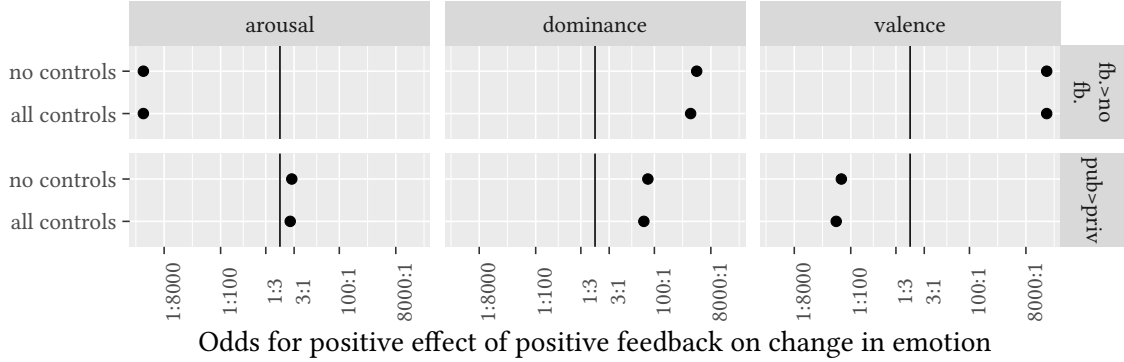 arousal dominance valence
no controls
all controls
fb.>no
fb.
no controls
all controls
pub>priv
1:8000 1:100 1:3 3:1 100:1 8000:1 1:8000 1:100 1:3 3:1 100:1 8000:1 1:8000 1:100 1:3 3:1 100:1 8000:1
Odds for positive effect of positive feedback on change in emotion